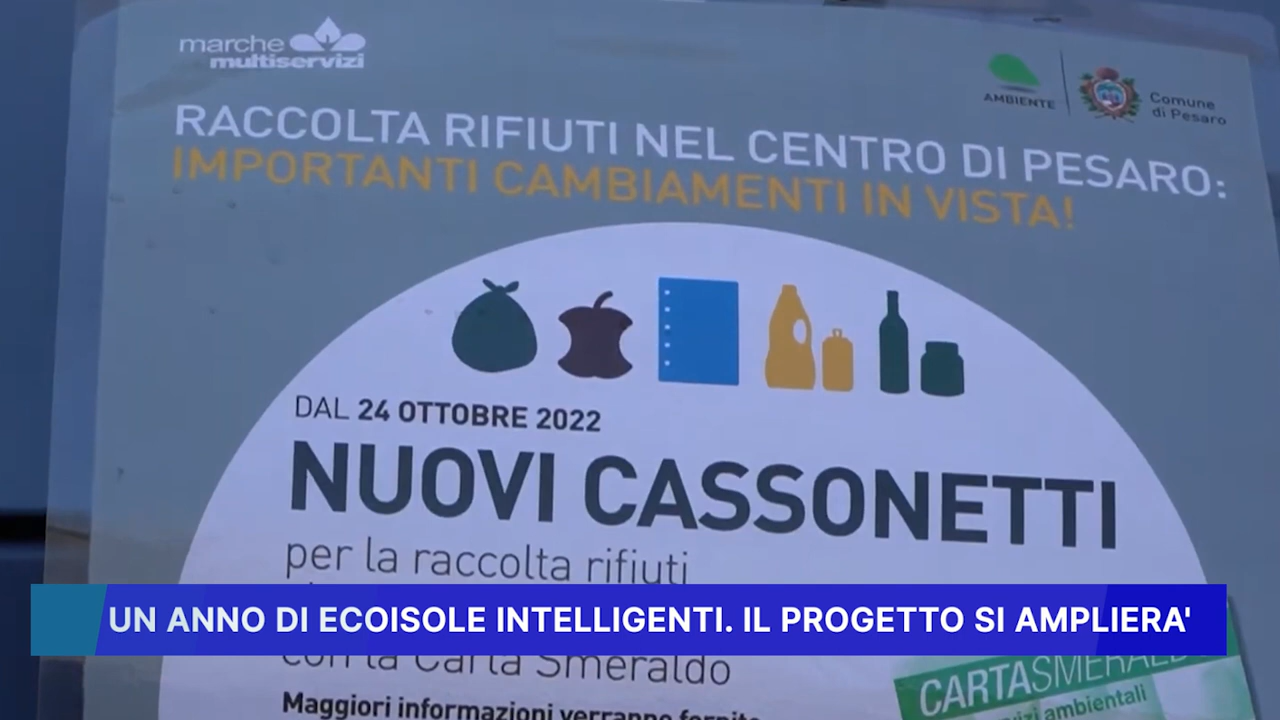 marche
multiservizi
AMBIENTE
Comune
di Pesaro
RACCOLTA RIFIUTI NEL CENTRO DI PESARO:
IMPORTANTI CAMBIAMENTI IN VISTA!
DAL 24 OTTOBRE 2022
NUOVI CASSONETTI
per la raccolta rifiuti
UN ANNO DI ECOISOLE INTELLIGENTI. IL PROGETTO SI AMPLIERA'
con la Carta Smeraldo
CARTASMERALDO
ambientali
Maggiori informazioni verranno fornite